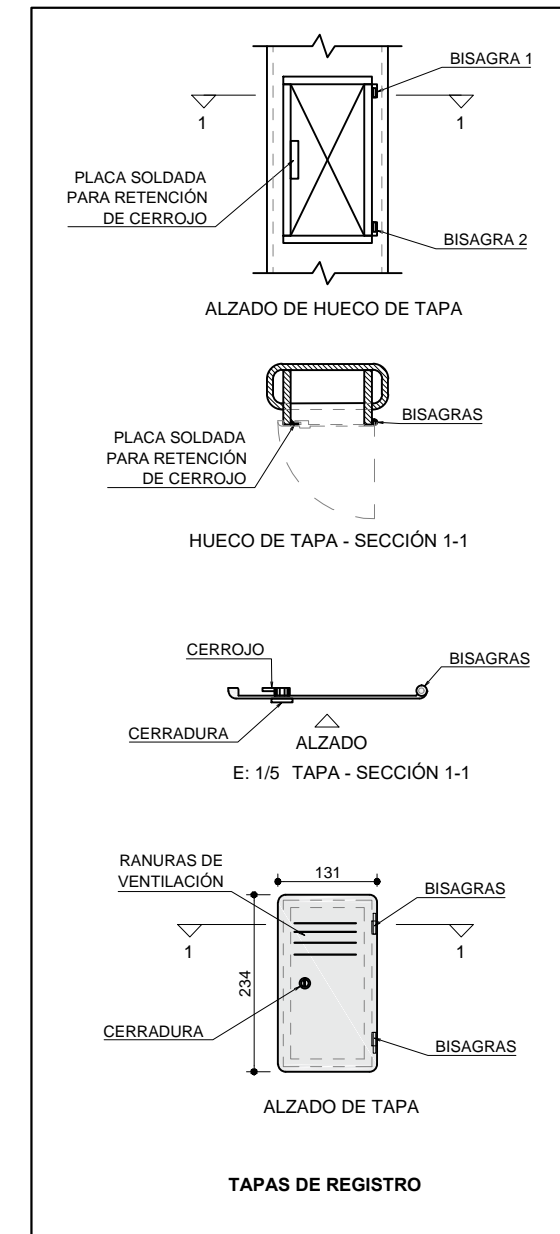 BISAGRA 1
1
1
PLACA SOLDADA
PARA RETENCIÓN
DE CERROJO
BISAGRA 2
ALZADO DE HUECO DE TAPA
BISAGRAS
PLACA SOLDADA
PARA RETENCIÓN
DE CERROJO
HUECO DE TAPA - SECCIÓN 1-1
CERROJO
BISAGRAS
CERRADURA
ALZADO
E: 1/5 TAPA - SECCIÓN 1-1
RANURAS DE
VENTILACIÓN
131
BISAGRAS
1
1
234
CERRADURA
BISAGRAS
ALZADO DE TAPA
TAPAS DE REGISTRO